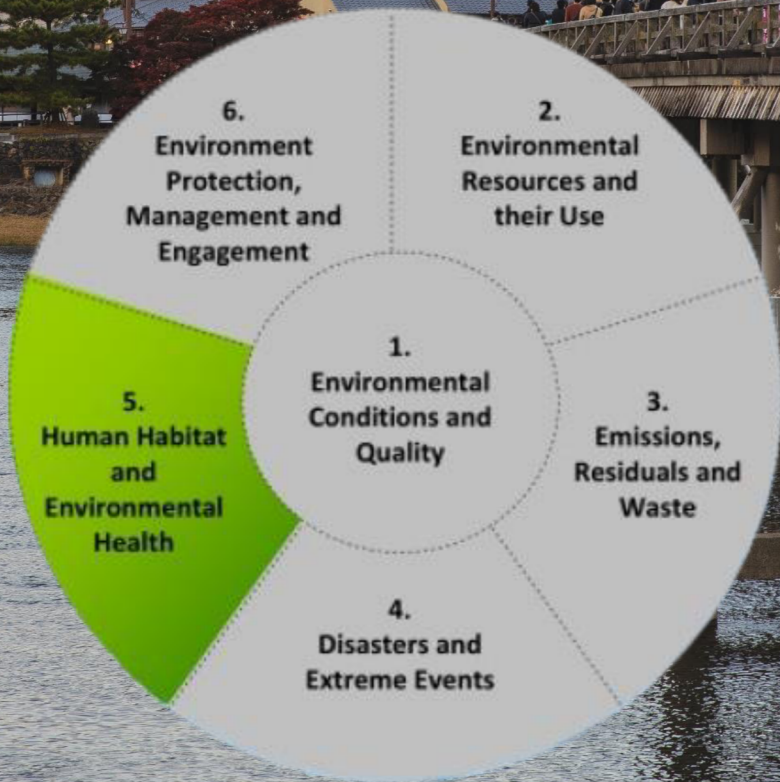 1.
Environmental
Conditions and
Quality
2.
Environmental
Resources and
their Use
3.
Emissions,
Residuals and
Waste
4.
Disasters and
Extreme Events
5.
Human Habitat
and
Environmental
Health
6.
Environment
Protection,
Management and
Engagement